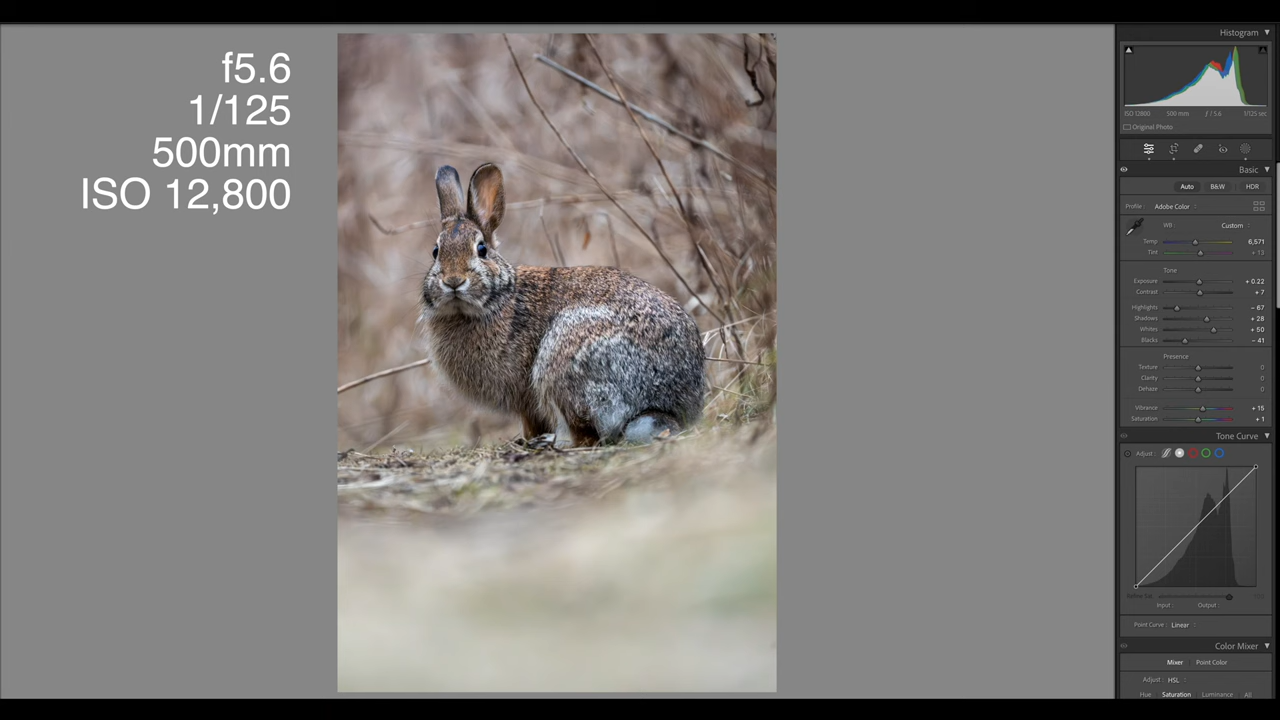 f5.6
1/125
500mm
ISO 12,800
Histogram
ISO 12800 500 mm ƒ / 5.6 1/125 sec
Original Photo
Basic
Auto B&W HDR
Profile : Adobe Color
WB : Custom
Temp 6,571
Tint + 13
Tone
Exposure + 0.22
Contrast + 7
Highlights − 67
Shadows + 28
Whites + 50
Blacks − 41
Presence
Texture 0
Clarity 0
Dehaze 0
Vibrance + 15
Saturation + 1
Tone Curve
Adjust :
Refine Sat.
Input : Output :
Point Curve : Linear
Color Mixer
Mixer Point Color
Adjust : HSL
Hue Saturation Luminance All